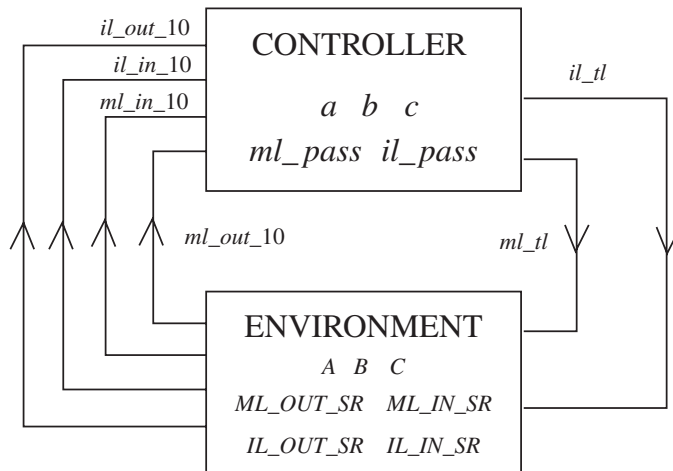 il_out_10
CONTROLLER
il_in_10
il_tl
ml_in_10
a b c
ml_pass il_pass
ml_out_10
ml_tl
ENVIRONMENT
A B C
ML_OUT_SR ML_IN_SR
IL_OUT_SR IL_IN_SR